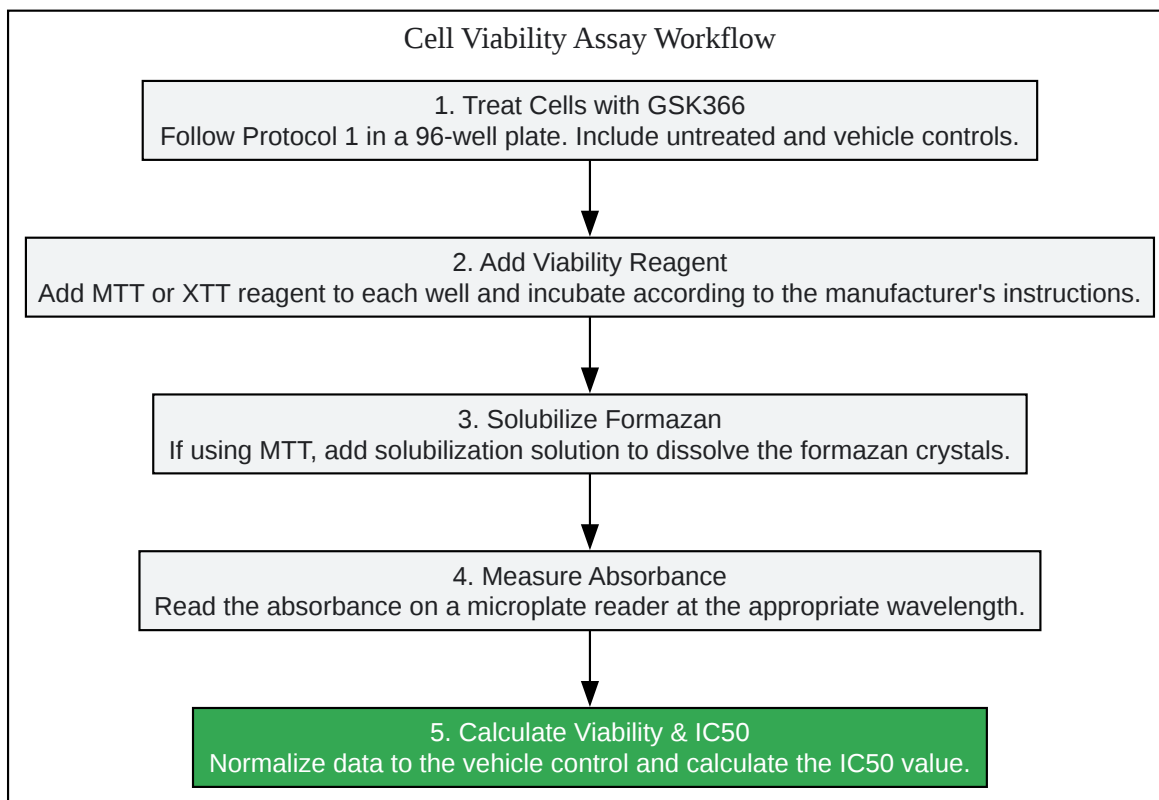 Cell Viability Assay Workflow
1. Treat Cells with GSK366
Follow Protocol 1 in a 96-well plate. Include untreated and vehicle controls.
2. Add Viability Reagent
Add MTT or XTT reagent to each well and incubate according to the manufacturer's instructions.
3. Solubilize Formazan
If using MTT, add solubilization solution to dissolve the formazan crystals.
4. Measure Absorbance
Read the absorbance on a microplate reader at the appropriate wavelength.
5. Calculate Viability & IC50
Normalize data to the vehicle control and calculate the IC50 value.